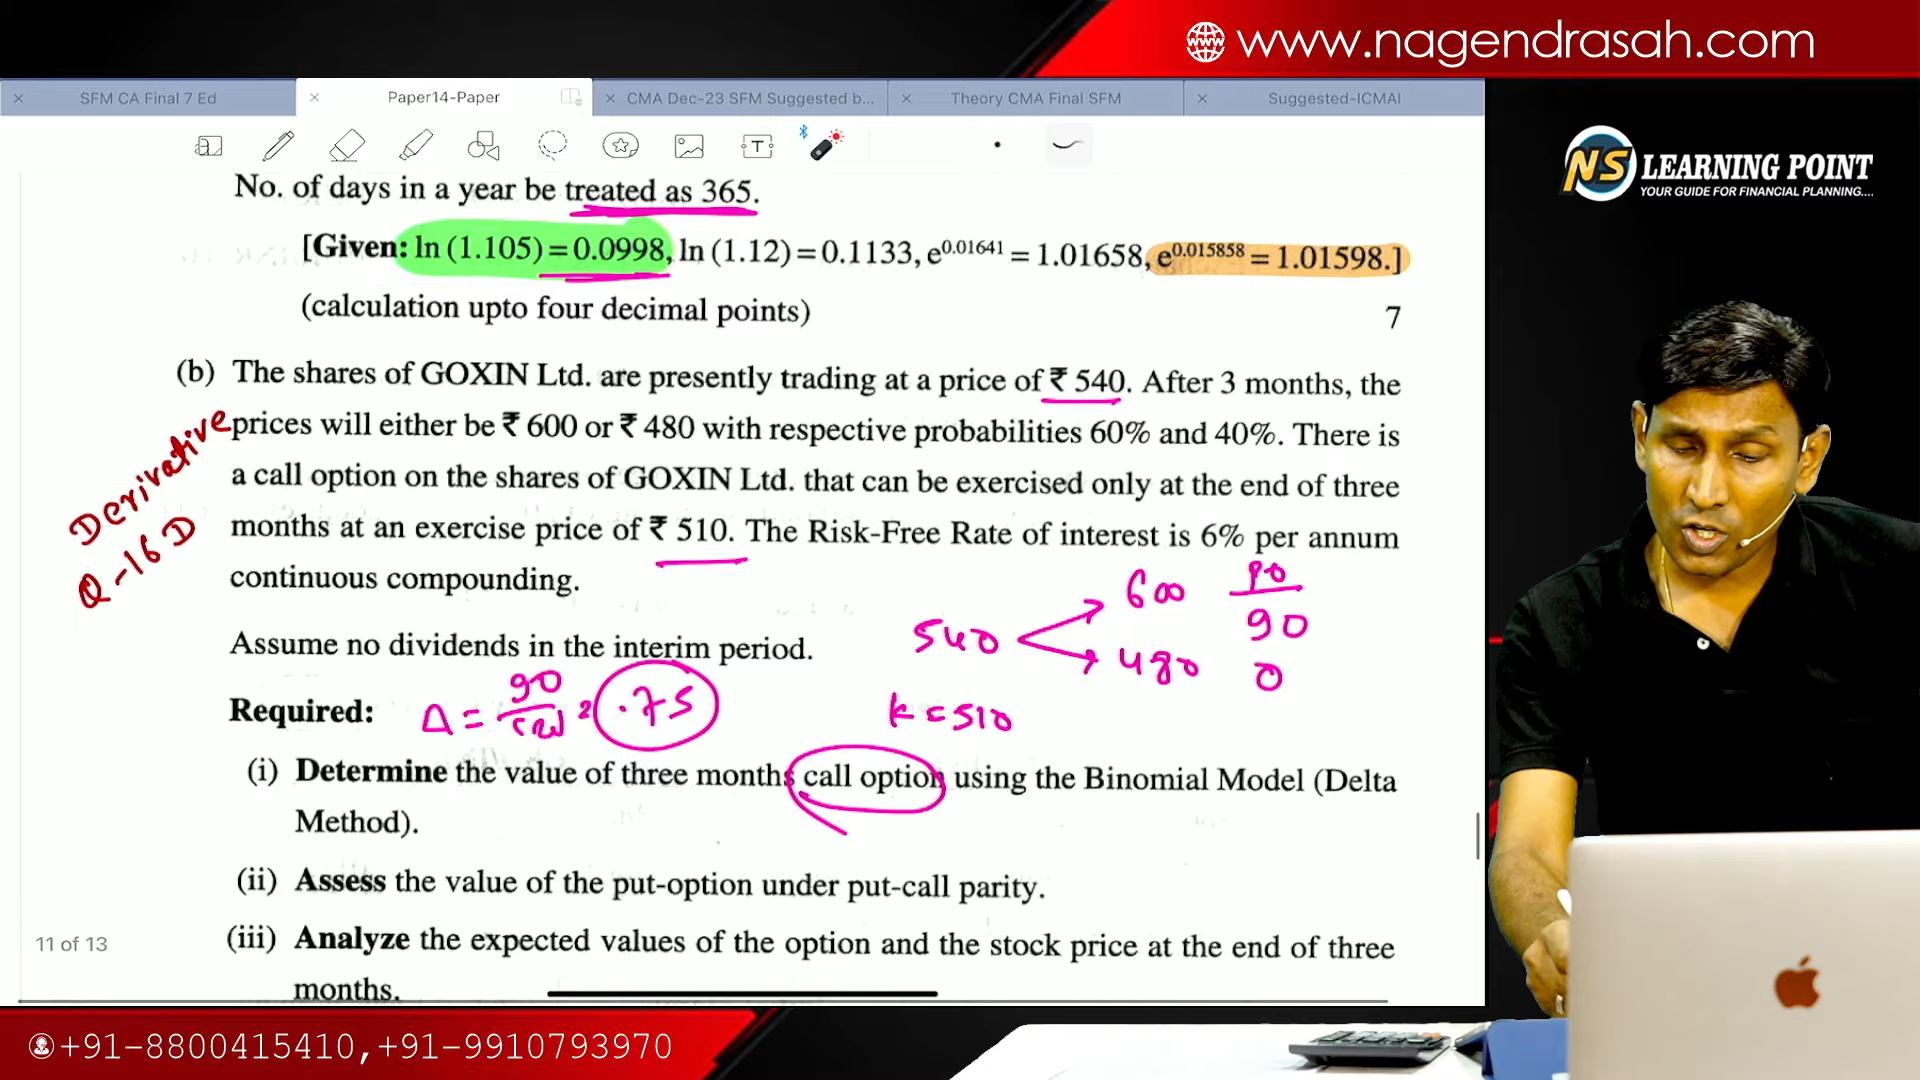 www.nagendrasah.com
SFM CA Final 7 Ed
Paper14-Paper
CMA Dec-23 SFM Suggested b...
Theory CMA Final SFM
Suggested-ICMAI
NS LEARNING POINT
YOUR GUIDE FOR FINANCIAL PLANNING....
No. of days in a year be treated as 365.
[Given: ln (1.105) = 0.0998, ln (1.12) = 0.1133, e^0.01641 = 1.01658, e^0.015858 = 1.01598.]
(calculation upto four decimal points) 7
(b) The shares of GOXIN Ltd. are presently trading at a price of ₹ 540. After 3 months, the
prices will either be ₹ 600 or ₹ 480 with respective probabilities 60% and 40%. There is
a call option on the shares of GOXIN Ltd. that can be exercised only at the end of three
months at an exercise price of ₹ 510. The Risk-Free Rate of interest is 6% per annum
continuous compounding.
Derivative
Q-16 D
540 600 90
480 0
Assume no dividends in the interim period.
Required: Δ = 90 .75
K = 510
(i) Determine the value of three months call option using the Binomial Model (Delta
Method).
(ii) Assess the value of the put-option under put-call parity.
(iii) Analyze the expected values of the option and the stock price at the end of three
months.
11 of 13
+91-8800415410,+91-9910793970